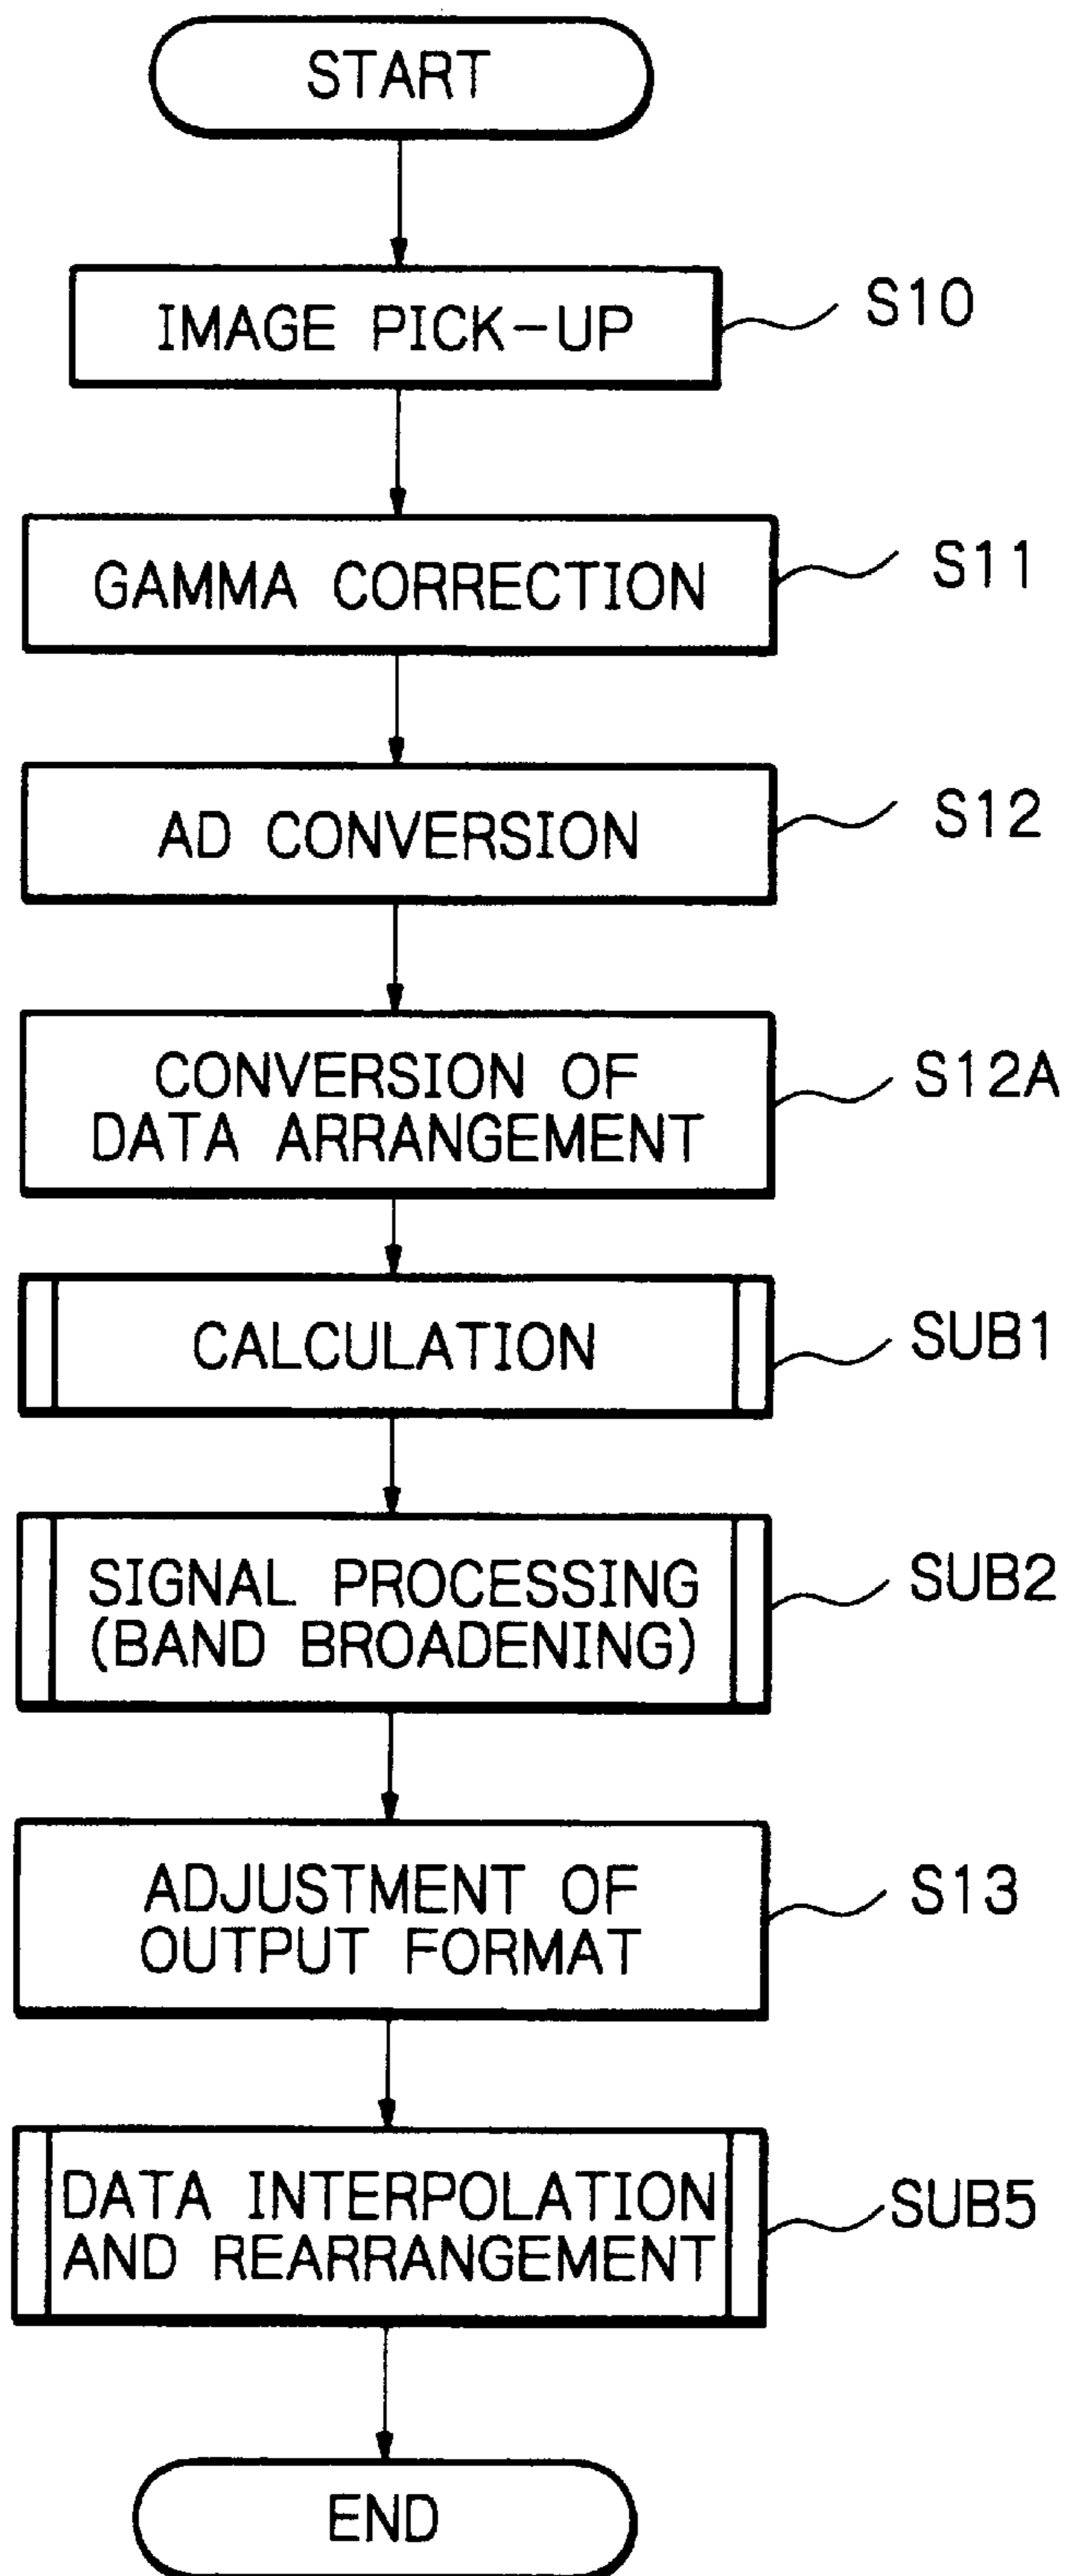 START
IMAGE PICK-UP
S10
GAMMA CORRECTION
S11
AD CONVERSION
S12
CONVERSION OF
DATA ARRANGEMENT
S12A
CALCULATION
SUB1
SIGNAL PROCESSING
(BAND BROADENING)
SUB2
ADJUSTMENT OF
OUTPUT FORMAT
S13
DATA INTERPOLATION
AND REARRANGEMENT
SUB5
END